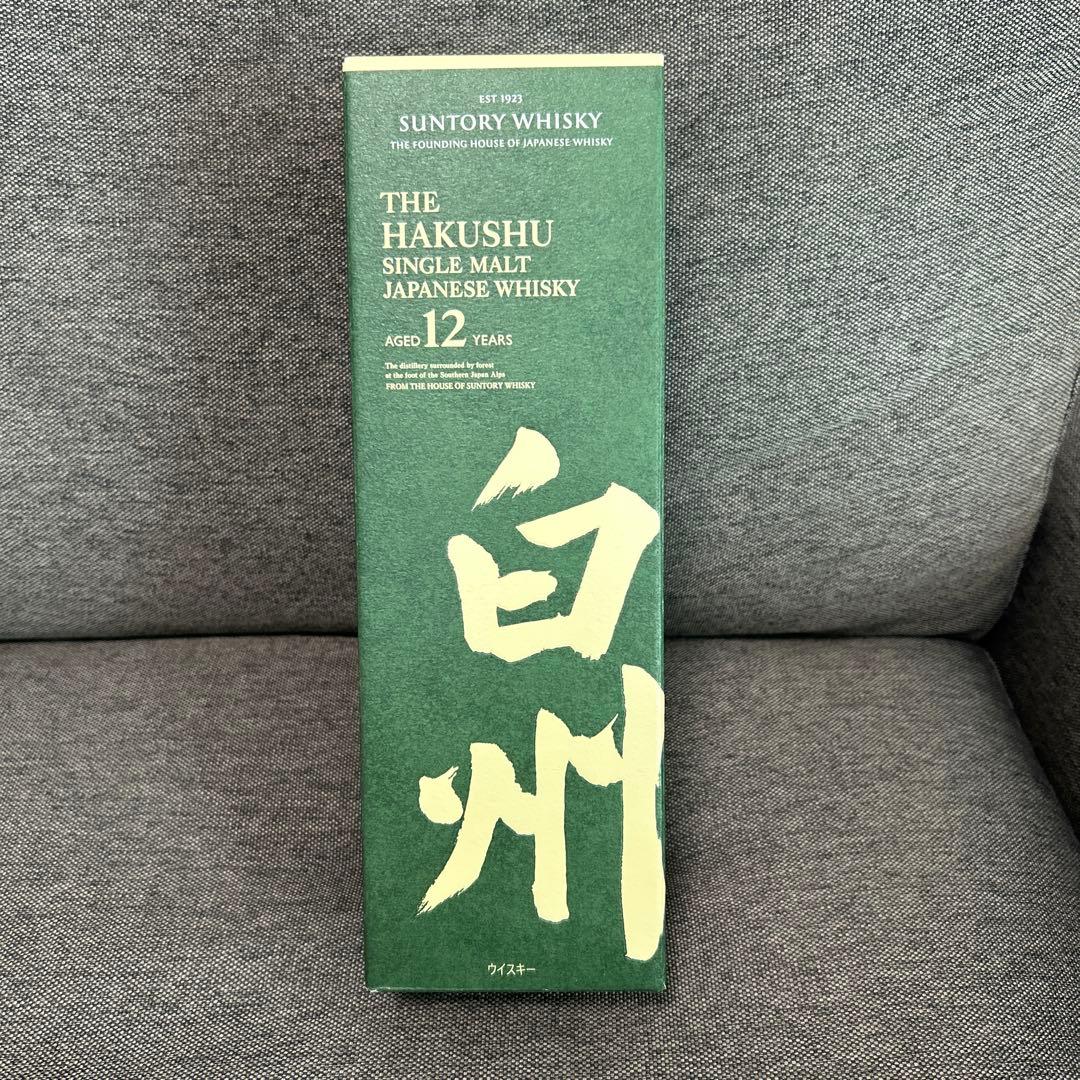 EST 1923
SUNTORY WHISKY
THE FOUNDING HOUSE OF JAPANESE WHISKY
THE
HAKUSHU
SINGLE MALT
JAPANESE WHISKY
AGED 12 YEARS
The distillery surrounded by forest
at the foot of the Southern Japan Alps
FROM THE HOUSE OF SUNTORY WHISKY
白州
ウイスキー